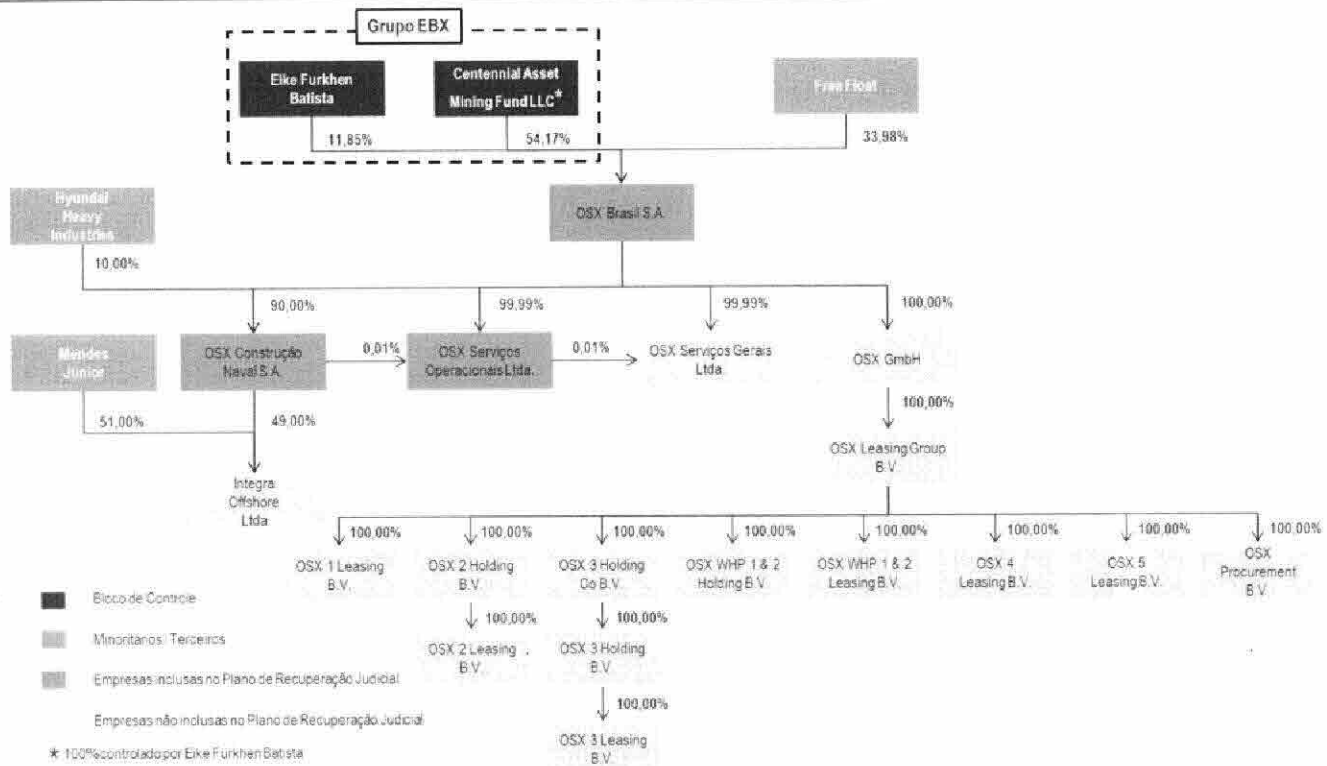 Grupo EBX
Eike Furkhen
Batista
Centennial Asset
Mining Fund LLC*
Free Float
11,85%
54,17%
33,98%
Hyundai
Heavy
Industries
OSX Brasil S.A.
10,00%
90,00%
99,99%
99,99%
100,00%
Mendes
Junior
OSX Construção
Naval S.A.
0,01%
OSX Serviços
Operacionais Ltda.
0,01%
OSX Serviços Gerais
Ltda.
OSX GmbH
51,00%
49,00%
100,00%
OSX Leasing Group
B.V.
Integra
Offshore
Ltda
100,00%
100,00%
100,00%
100,00%
100,00%
100,00%
100,00%
100,00%
OSX 1 Leasing
B.V.
OSX 2 Holding
B.V.
OSX 3 Holding
Co B.V.
OSX WHP 1 & 2
Holding B.V
OSX WHP 1 & 2
Leasing B.V.
OSX 4
Leasing B.V.
OSX 5
Leasing B.V.
OSX
Procurement
B.V.
100,00%
100,00%
OSX 2 Leasing
B.V.
OSX 3 Holding
B.V.
100,00%
OSX 3 Leasing
B.V.
Bloco de Controle
Minoritários Terceiros
Empresas inclusas no Plano de Recuperação Judicial
Empresas não inclusas no Plano de Recuperação Judicial
* 100% controlado por Eike Furkhen Batista